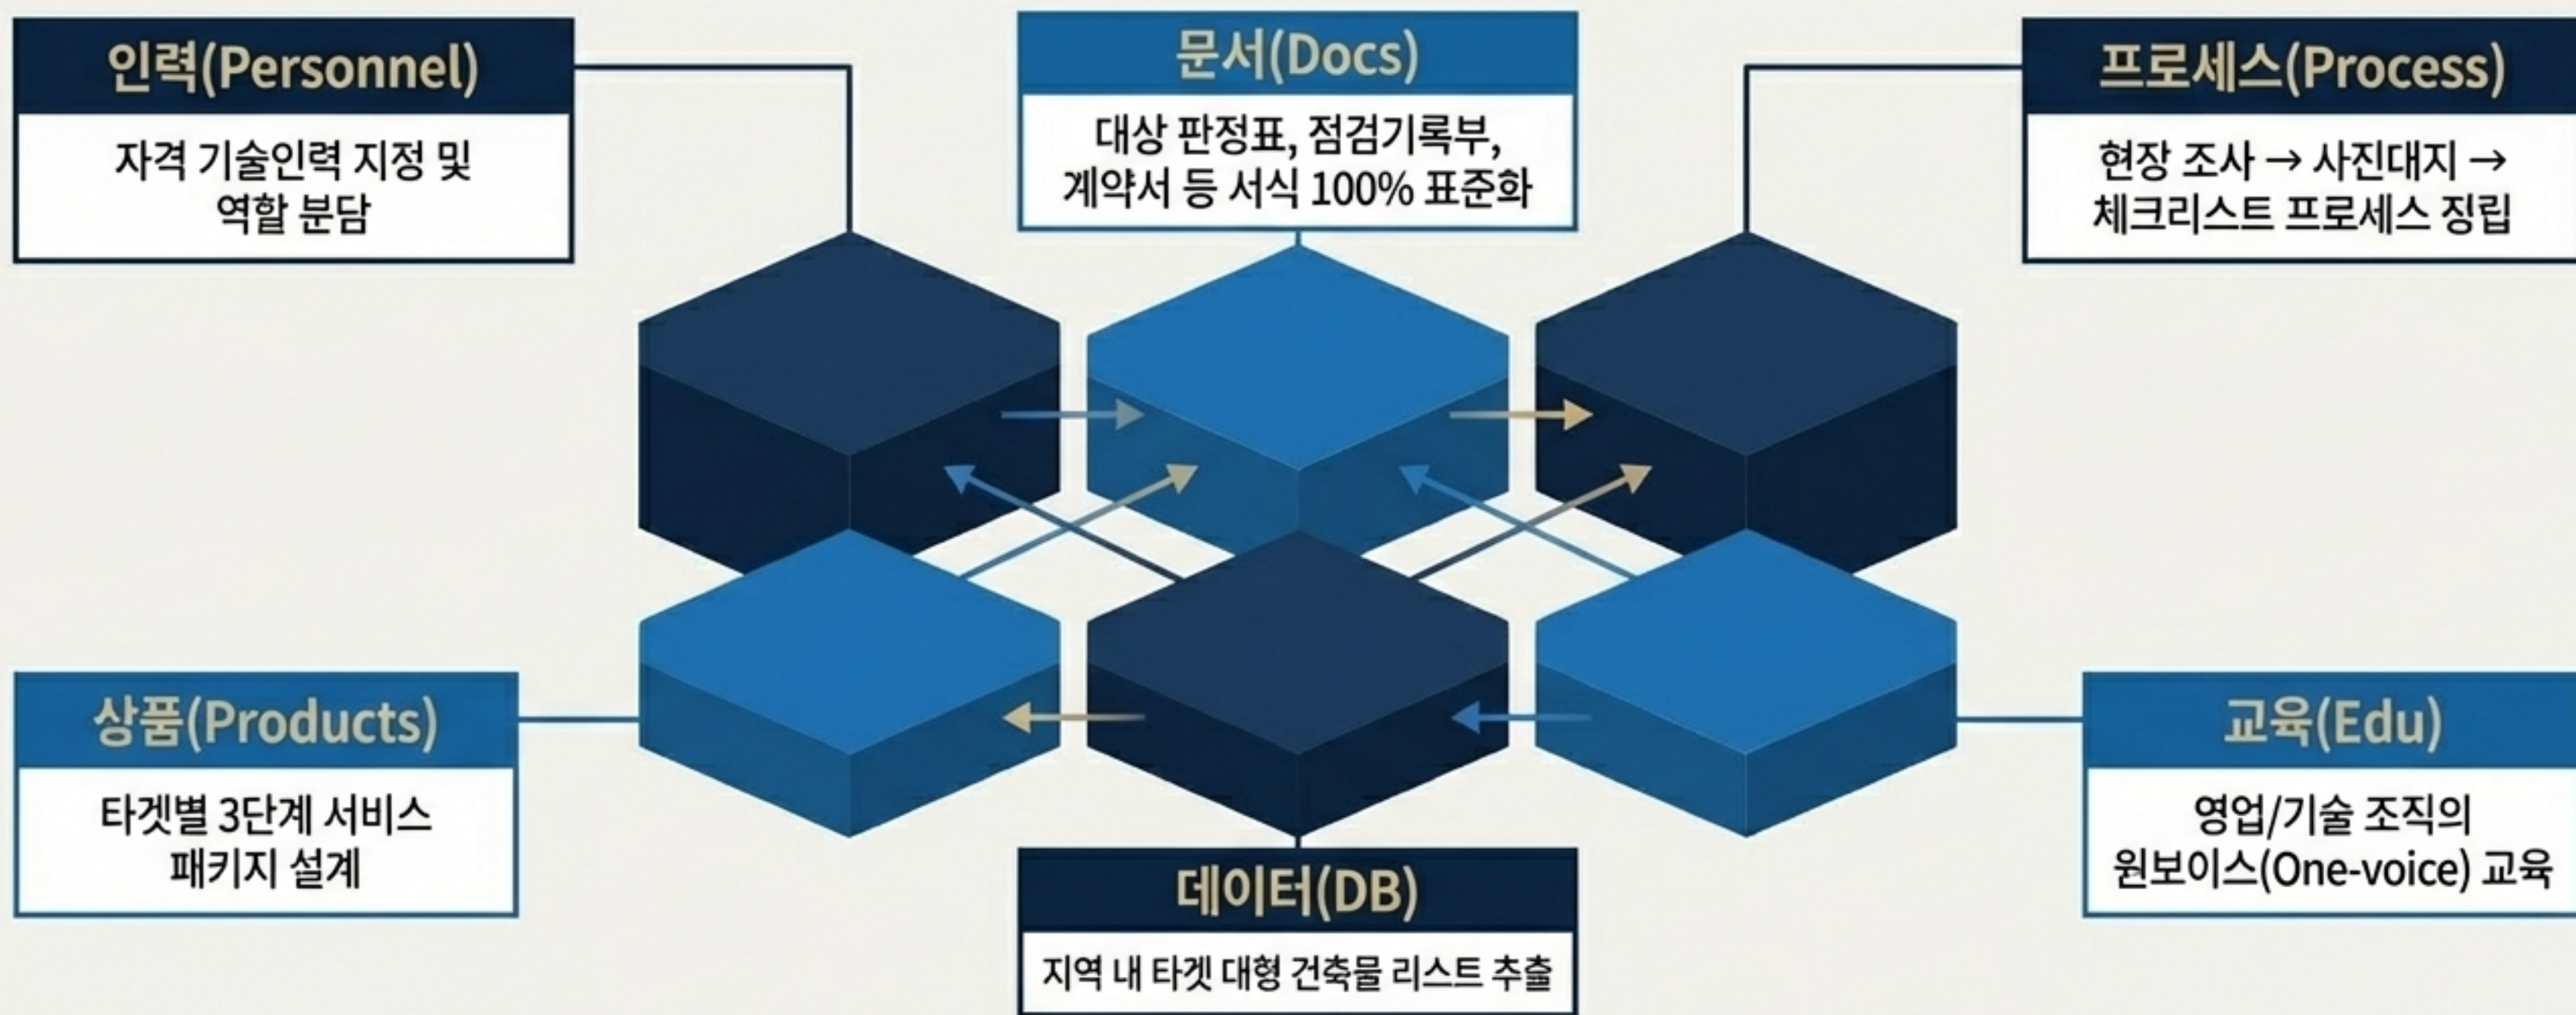 인력(Personnel)
자격 기술인력 지정 및
역할 분담
문서(Docs)
대상 판정표, 점검기록부,
계약서 등 서식 100% 표준화
프로세스(Process)
현장 조사 → 사진대지 →
체크리스트 프로세스 징립
상품(Products)
타겟별 3단계 서비스
패키지 설계
데이터(DB)
지역 내 타겟 대형 건축물 리스트 추출
교육(Edu)
영업/기술 조직의
원보이스(One-voice) 교육